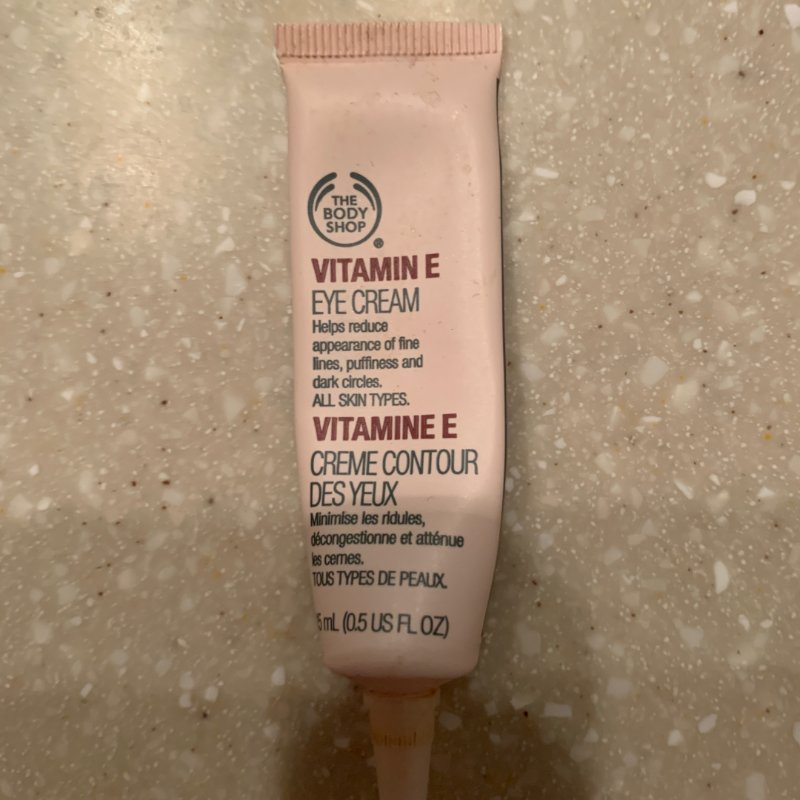 THE
BODY
SHOP
VITAMIN E
EYE CREAM
Helps reduce
appearance of fine
lines, puffiness and
dark circles.
ALL SKIN TYPES.
VITAMINE E
CREME CONTOUR
DES YEUX
Minimise les ridules,
décongestionne et atténue
les cernes.
TOUS TYPES DE PEAUX.
5 mL (0.5 US FL OZ)